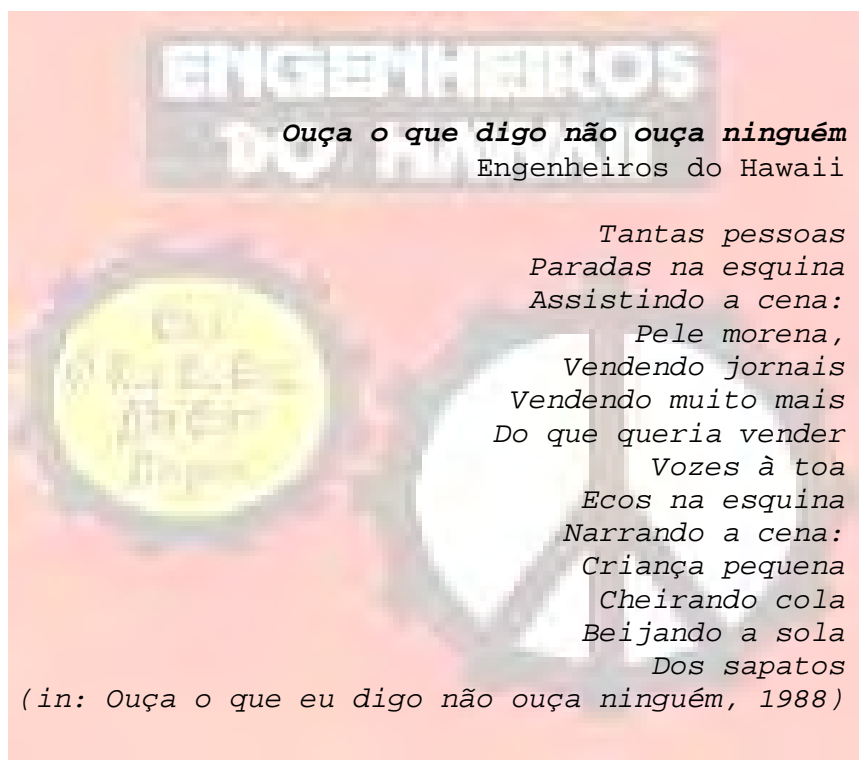 ENGENHEIROS
DO HAWAII
Ouça o que digo não ouça ninguém
Engenheiros do Hawaii
Tantas pessoas
Paradas na esquina
Assistindo a cena:
Pele morena,
Vendendo jornais
Vendendo muito mais
Do que queria vender
Vozes à toa
Ecos na esquina
Narrando a cena:
Criança pequena
Cheirando cola
Beijando a sola
Dos sapatos
(in: Ouça o que eu digo não ouça ninguém, 1988)